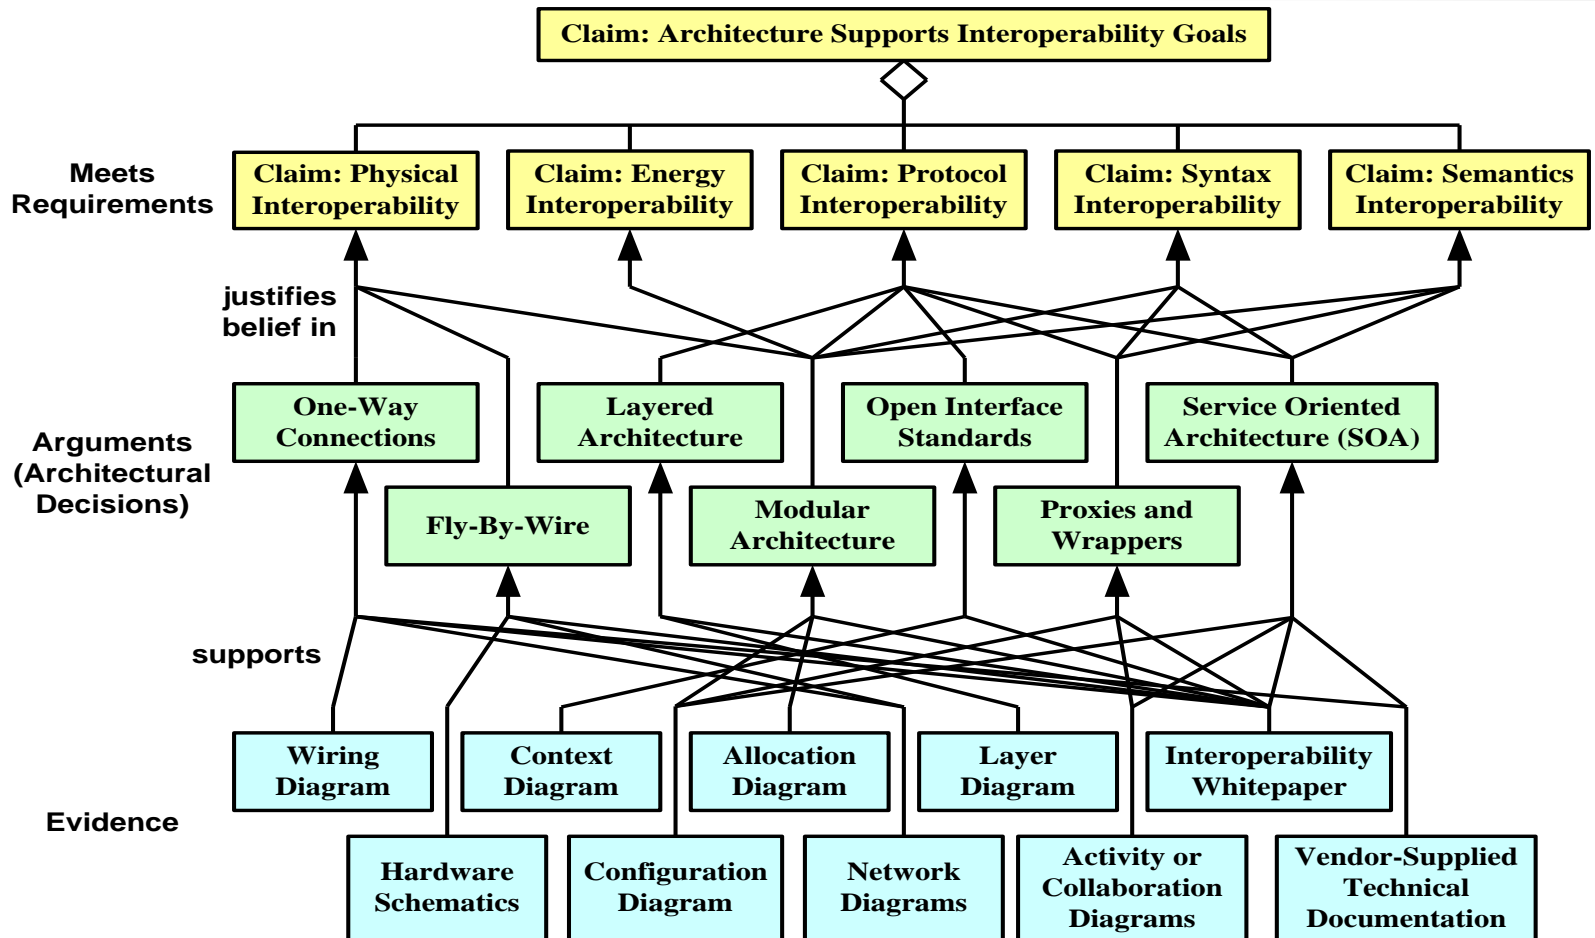 Claim: Architecture Supports Interoperability Goals
Meets
Requirements
Claim: Physical
Interoperability
Claim: Energy
Interoperability
Claim: Protocol
Interoperability
Claim: Syntax
Interoperability
Claim: Semantics
Interoperability
justifies
belief in
Arguments
(Architectural
Decisions)
One-Way
Connections
Layered
Architecture
Open Interface
Standards
Service Oriented
Architecture (SOA)
Fly-By-Wire
Modular
Architecture
Proxies and
Wrappers
supports
Evidence
Wiring
Diagram
Context
Diagram
Allocation
Diagram
Layer
Diagram
Interoperability
Whitepaper
Hardware
Schematics
Configuration
Diagram
Network
Diagrams
Activity or
Collaboration
Diagrams
Vendor-Supplied
Technical
Documentation